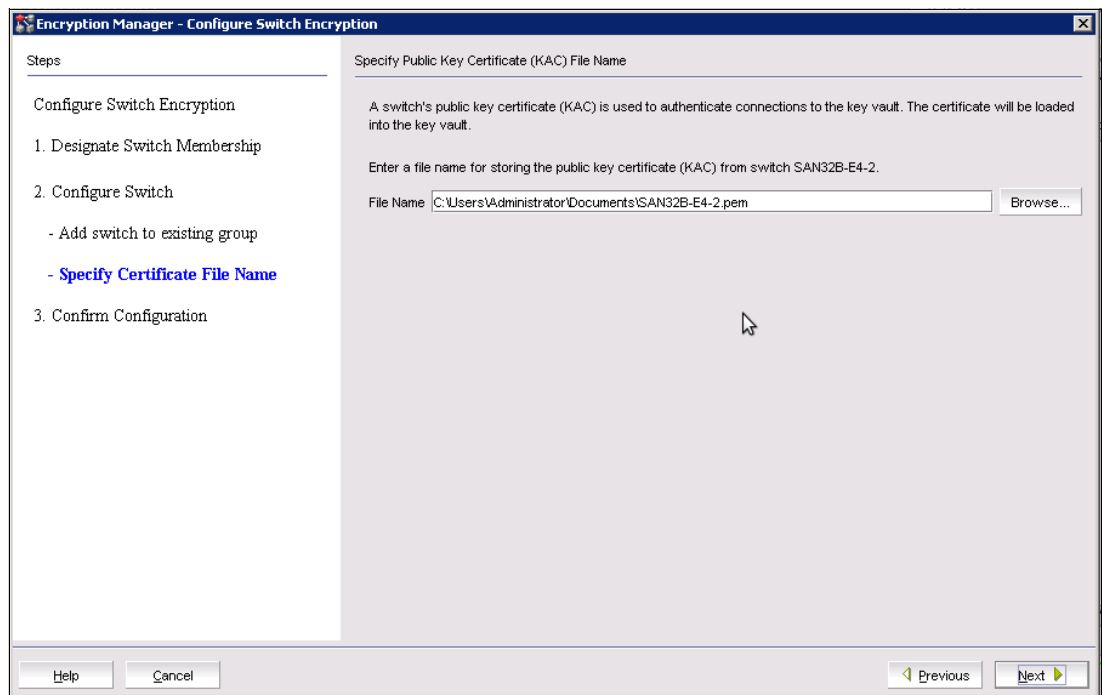 Encryption Manager - Configure Switch Encryption
Steps
Configure Switch Encryption
1. Designate Switch Membership
2. Configure Switch
- Add switch to existing group
- Specify Certificate File Name
3. Confirm Configuration
Specify Public Key Certificate (KAC) File Name
A switch's public key certificate (KAC) is used to authenticate connections to the key vault. The certificate will be loaded
into the key vault.
Enter a file name for storing the public key certificate (KAC) from switch SAN32B-E4-2.
File Name C:\Users\Administrator\Documents\SAN32B-E4-2.pem Browse...
Help Cancel Previous Next